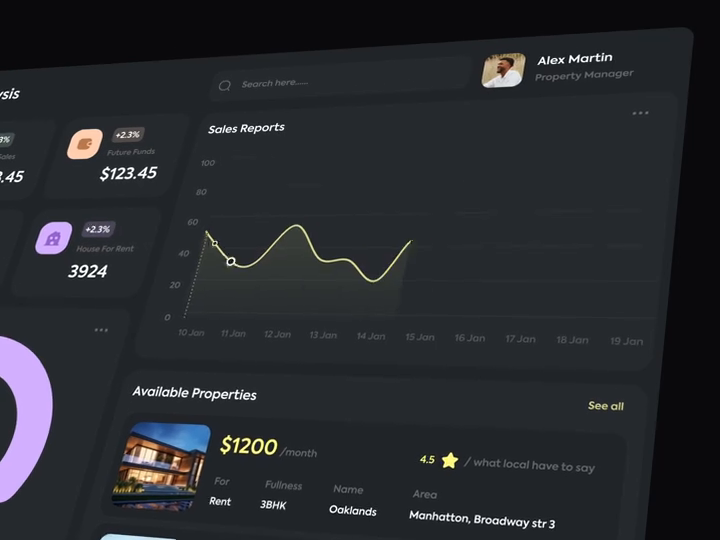 ysis
Search here......
Alex Martin
Property Manager
3%
Sales
3.45
+2.3%
Future Funds
$123.45
+2.3%
House For Rent
3924
Sales Reports
100
80
60
40
20
0
10 Jan 11 Jan 12 Jan 13 Jan 14 Jan 15 Jan 16 Jan 17 Jan 18 Jan 19 Jan
Available Properties
See all
$1200 /month
4.5 / what local have to say
For Fullness Name Area
Rent 3BHK Oaklands Manhatton, Broadway str 3